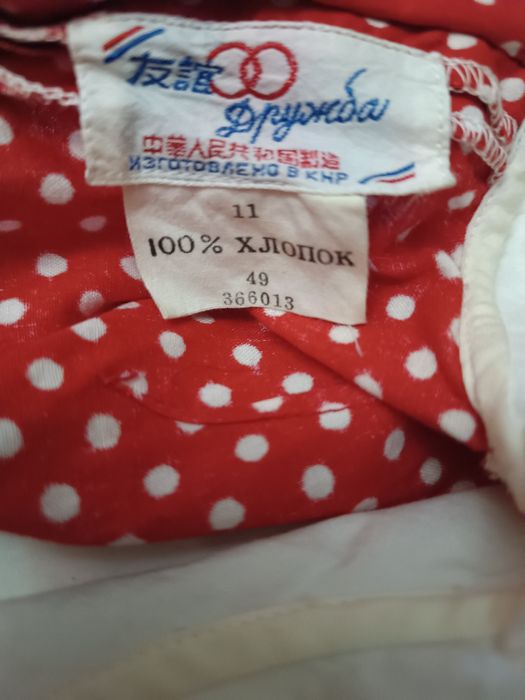 友誼
Дружба
中華人民共和国製造
ИЗГОТОВЛЕНО В КНР
11
100% ХЛОПОК
49
366013